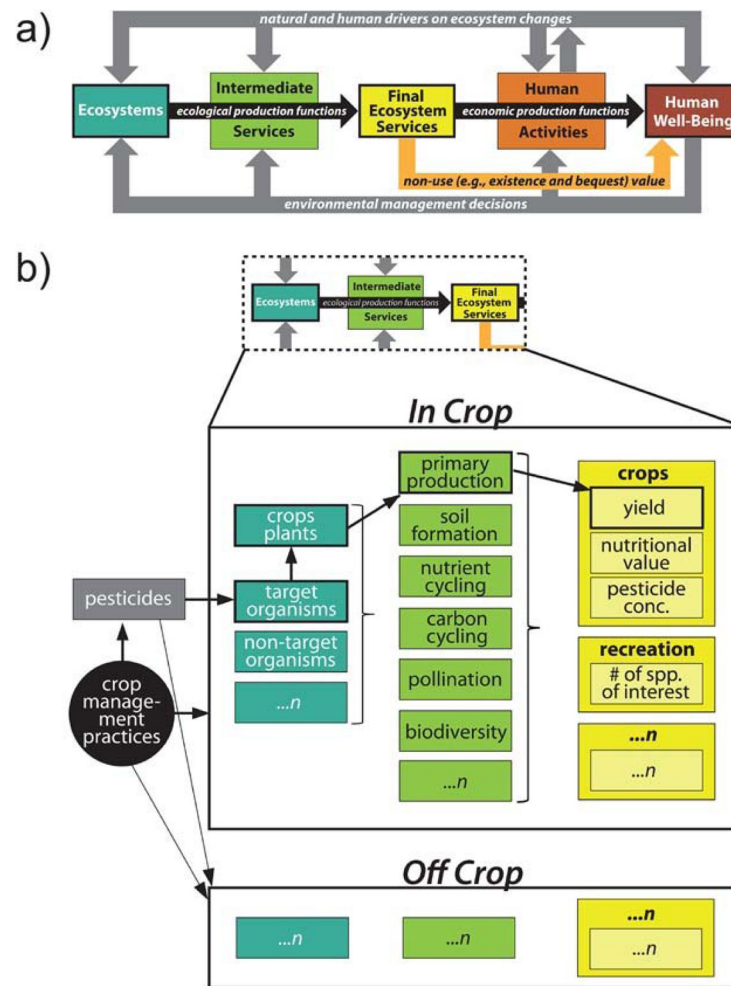 a)
natural and human drivers on ecosystem changes
Ecosystems
ecological production functions
Intermediate
Services
Final
Ecosystem
Services
economic production functions
Human
Activities
Human
Well-Being
non-use (e.g., existence and bequest) value
environmental management decisions
b)
Ecosystems
ecological production functions
Intermediate
Services
Final
Ecosystem
Services
In Crop
pesticides
crop
manage-
ment
practices
crops
plants
target
organisms
non-target
organisms
...n
primary
production
soil
formation
nutrient
cycling
carbon
cycling
pollination
biodiversity
...n
crops
yield
nutritional
value
pesticide
conc.
recreation
# of spp.
of interest
...n
...n
Off Crop
...n
...n
...n
...n